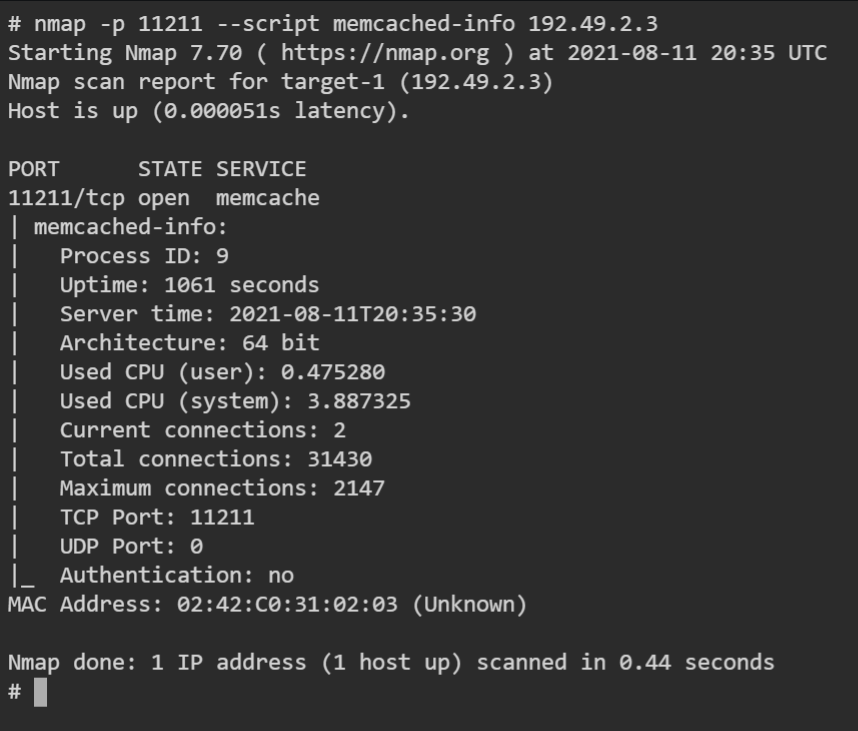 # nmap -p 11211 --script memcached-info 192.49.2.3
Starting Nmap 7.70 ( https://nmap.org ) at 2021-08-11 20:35 UTC
Nmap scan report for target-1 (192.49.2.3)
Host is up (0.000051s latency).

PORT      STATE SERVICE
11211/tcp open  memcache
| memcached-info:
|   Process ID: 9
|   Uptime: 1061 seconds
|   Server time: 2021-08-11T20:35:30
|   Architecture: 64 bit
|   Used CPU (user): 0.475280
|   Used CPU (system): 3.887325
|   Current connections: 2
|   Total connections: 31430
|   Maximum connections: 2147
|   TCP Port: 11211
|   UDP Port: 0
|_  Authentication: no
MAC Address: 02:42:C0:31:02:03 (Unknown)

Nmap done: 1 IP address (1 host up) scanned in 0.44 seconds
#